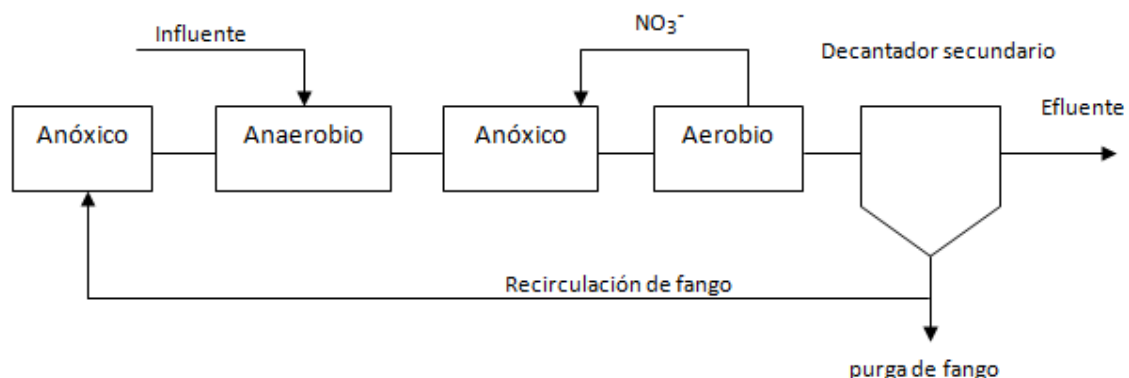 Influente
NO₃⁻
Decantador secundario
Efluente
Anóxico
Anaerobio
Anóxico
Aerobio
Recirculación de fango
purga de fango